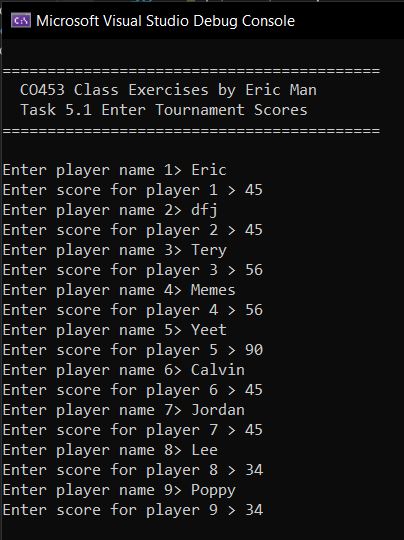 C:\ Microsoft Visual Studio Debug Console
==========================================
CO453 Class Exercises by Eric Man
Task 5.1 Enter Tournament Scores
==========================================
Enter player name 1> Eric
Enter score for player 1 > 45
Enter player name 2> dfj
Enter score for player 2 > 45
Enter player name 3> Tery
Enter score for player 3 > 56
Enter player name 4> Memes
Enter score for player 4 > 56
Enter player name 5> Yeet
Enter score for player 5 > 90
Enter player name 6> Calvin
Enter score for player 6 > 45
Enter player name 7> Jordan
Enter score for player 7 > 45
Enter player name 8> Lee
Enter score for player 8 > 34
Enter player name 9> Poppy
Enter score for player 9 > 34